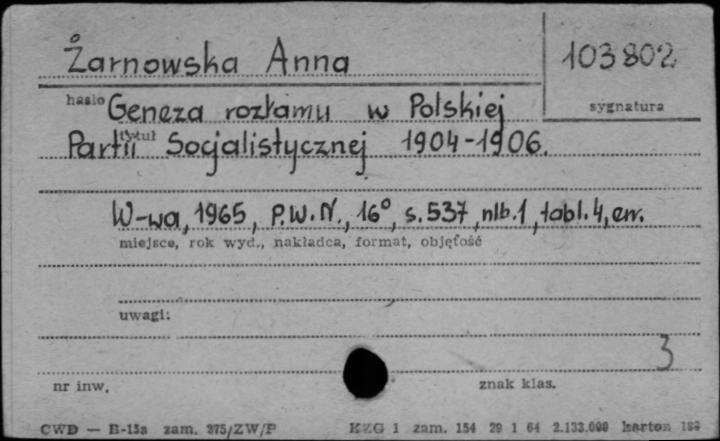 Żarnowska Anna 103802
hasło sygnatura
Geneza rozłamu w Polskiej
tytuł
Partii Socjalistycznej 1904-1906.
W-wa, 1965, P.W.N., 16°, s.537, nlb.1, tabl.4, err.
miejsce, rok wyd., nakładca, format, objętość
uwagi:
3
nr inw. znak klas.
CWD — B-15a zam. 375/ZW/P KZG 1 zam. 154 29 1 64 2.133.000 karton